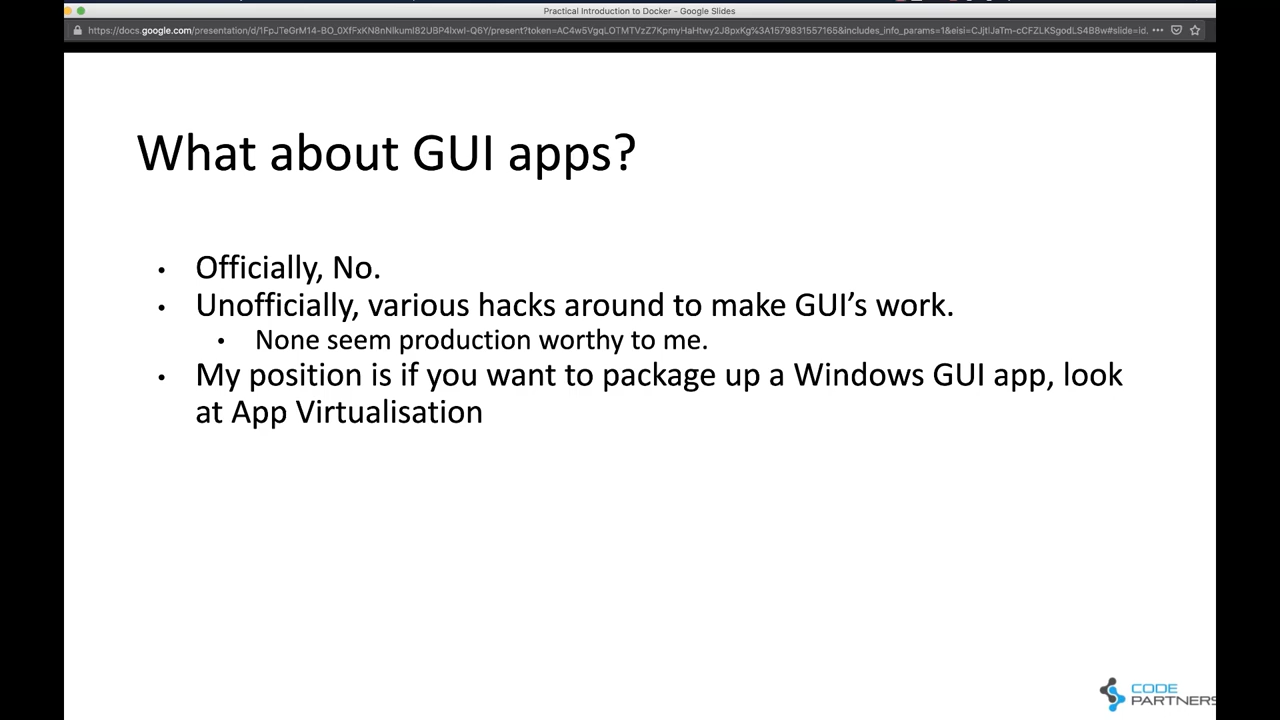 Practical Introduction to Docker - Google Slides
What about GUI apps?
• Officially, No.
• Unofficially, various hacks around to make GUI’s work.
• None seem production worthy to me.
• My position is if you want to package up a Windows GUI app, look
at App Virtualisation
CODE
PARTNERS